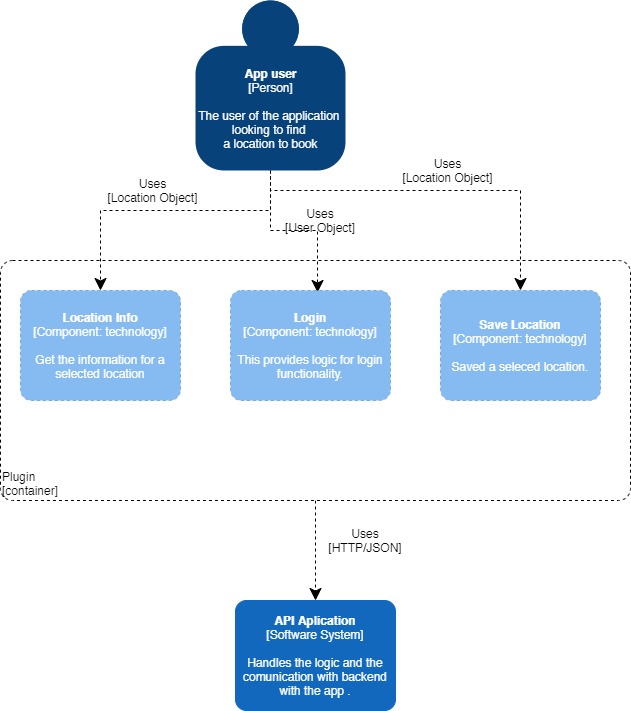 App user
[Person]
The user of the application
looking to find
a location to book
Uses
[Location Object]
Uses
[User Object]
Uses
[Location Object]
Location Info
[Component: technology]
Get the information for a
selected location
Login
[Component: technology]
This provides logic for login
functionality.
Save Location
[Component: technology]
Saved a seleced location.
Plugin
[container]
Uses
[HTTP/JSON]
API Aplication
[Software System]
Handles the logic and the
comunication with backend
with the app .